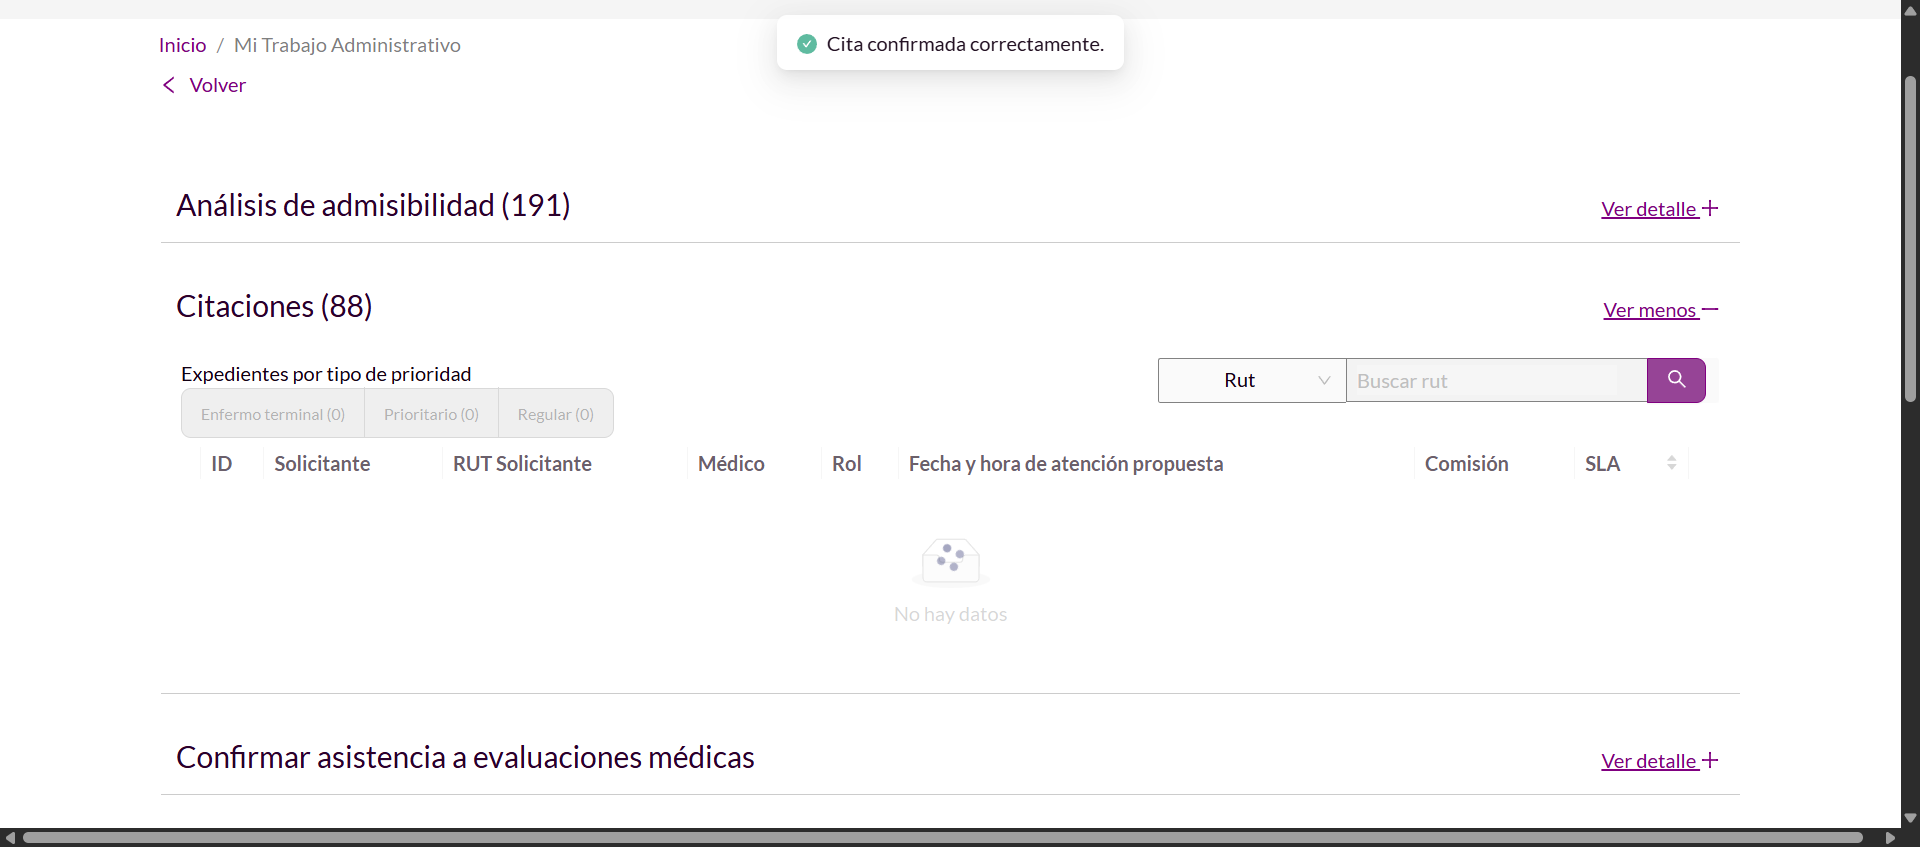 Inicio / Mi Trabajo Administrativo
Cita confirmada correctamente.
Volver
Análisis de admisibilidad (191)
Ver detalle
Citaciones (88)
Ver menos
Expedientes por tipo de prioridad
Rut
Buscar rut
Enfermo terminal (0) Prioritario (0) Regular (0)
ID Solicitante RUT Solicitante Médico Rol Fecha y hora de atención propuesta Comisión SLA
No hay datos
Confirmar asistencia a evaluaciones médicas
Ver detalle